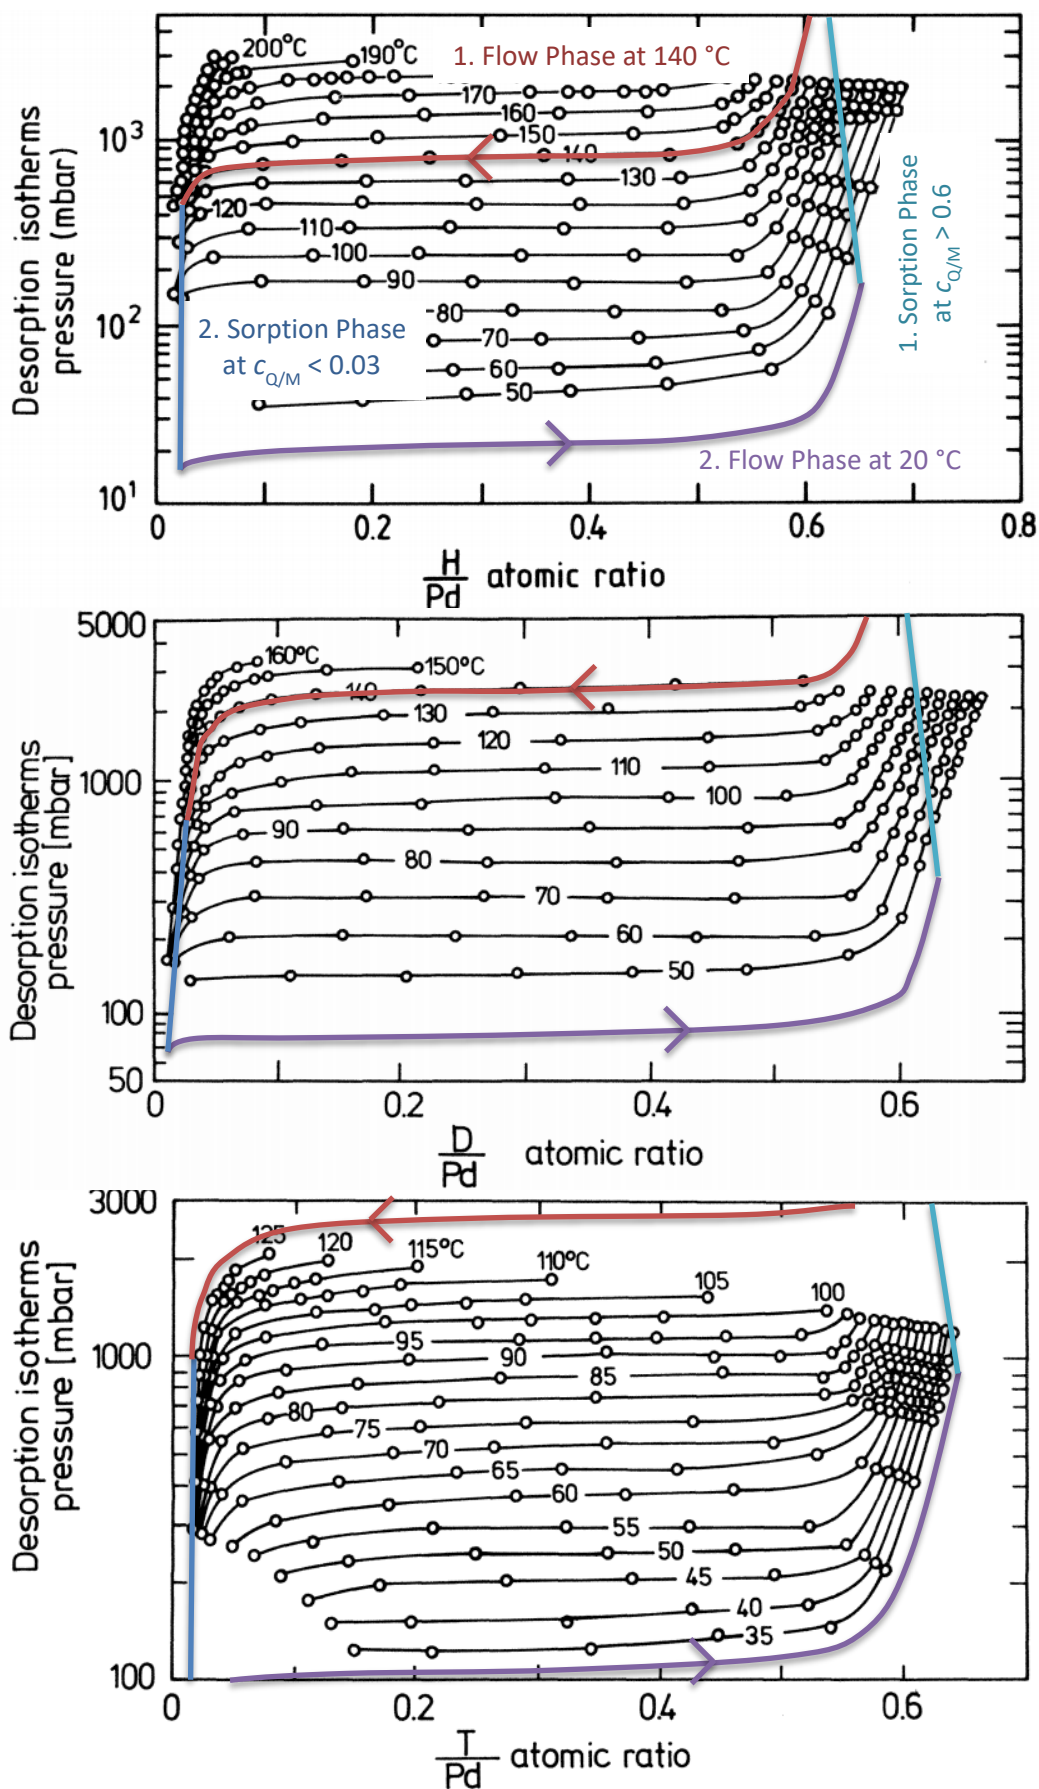 Desorption isotherms
pressure (mbar)
10³
10²
10¹
200°C
190°C
1. Flow Phase at 140 °C
170
160
150
140
130
120
110
100
90
80
70
60
50
1. Sorption Phase
at cQ/M > 0.6
2. Sorption Phase
at cQ/M < 0.03
2. Flow Phase at 20 °C
0 0.2 0.4 0.6 0.8
H/Pd atomic ratio
Desorption isotherms
pressure [mbar]
5000
1000
100
50
160°C
150°C
140
130
120
110
100
90
80
70
60
50
0 0.2 0.4 0.6
D/Pd atomic ratio
Desorption isotherms
pressure [mbar]
3000
1000
100
125
120
115°C
110°C
105
100
95
90
85
80
75
70
65
60
55
50
45
40
35
0 0.2 0.4 0.6
T/Pd atomic ratio